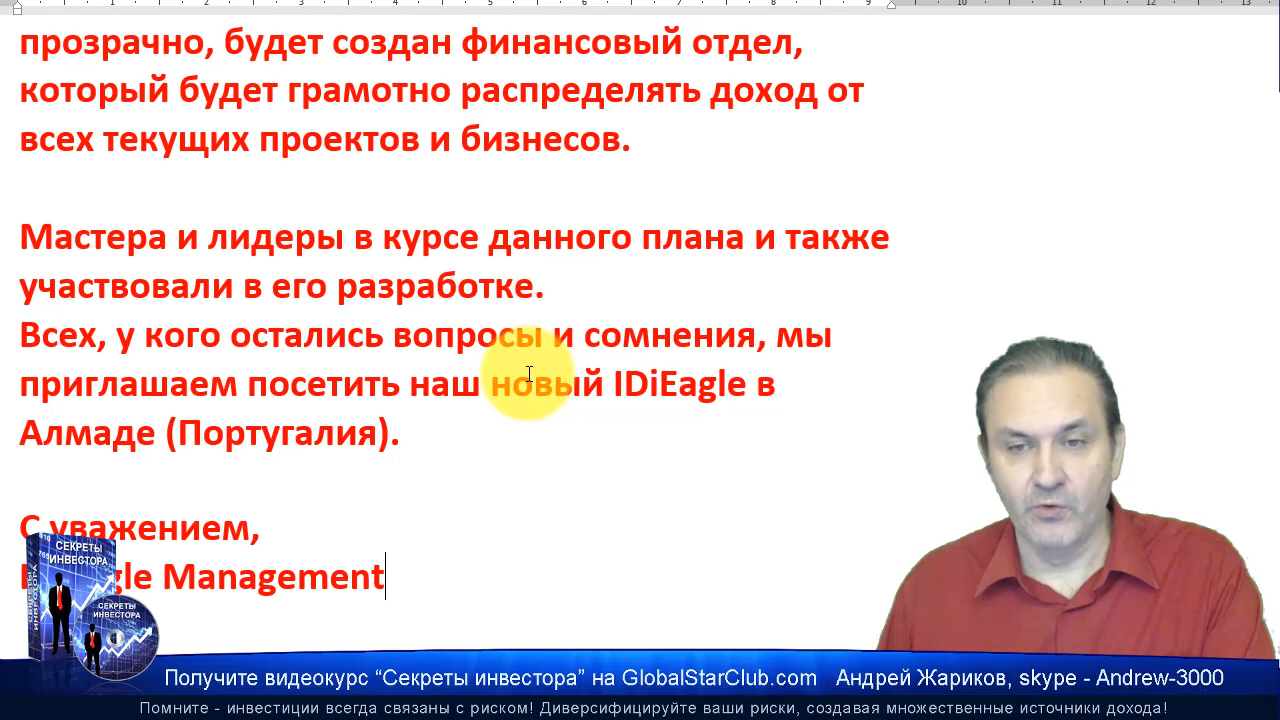 прозрачно, будет создан финансовый отдел,
который будет грамотно распределять доход от
всех текущих проектов и бизнесов.
Мастера и лидеры в курсе данного плана и также
участвовали в его разработке.
Всех, у кого остались вопросы и сомнения, мы
приглашаем посетить наш новый IDiEagle в
Алмаде (Португалия).
С уважением,
Management
СЕКРЕТЫ
ИНВЕСТОРА
СЕКРЕТЫ
ИНВЕСТОРА
Получите видеокурс “Секреты инвестора” на GlobalStarClub.com Андрей Жариков, skype - Andrew-3000
Помните - инвестиции всегда связаны с риском! Диверсифицируйте ваши риски, создавая множественные источники дохода!